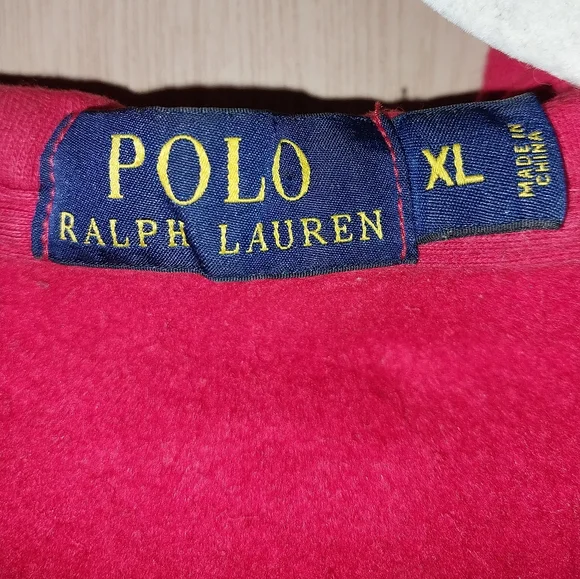 POLO
RALPH LAUREN
XL
MADE IN
CHINA